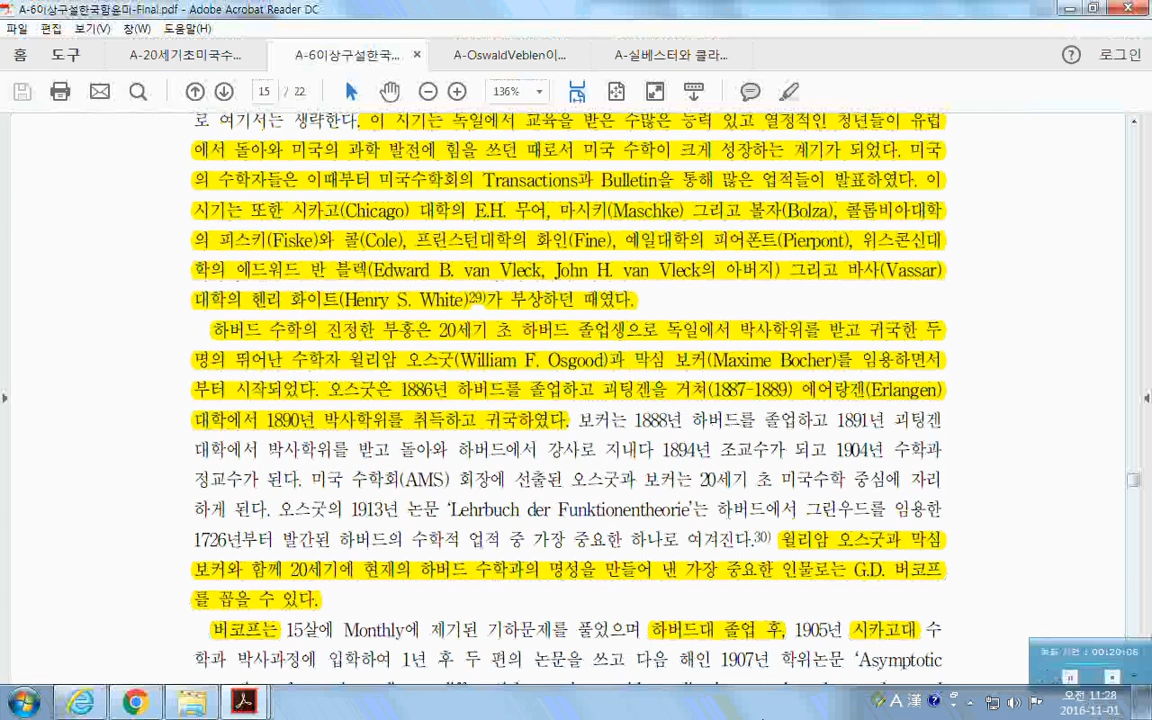 A-6이상구설한국함윤마-Final.pdf - Adobe Acrobat Reader DC
파일 편집 보기(V) 창(W) 도움말(H)
홈 도구 A-20세기초미국수... A-6이상구설한국... × A-OswaldVeblen이... A-실베스터와 클라... 로그인
15 / 22 136%
로 여기서는 생략한다. 이 시기는 독일에서 교육을 받은 수많은 능력 있고 열정적인 청년들이 유럽
에서 돌아와 미국의 과학 발전에 힘을 쓰던 때로서 미국 수학이 크게 성장하는 계기가 되었다. 미국
의 수학자들은 이때부터 미국수학회의 Transactions과 Bulletin을 통해 많은 업적들이 발표하였다. 이
시기는 또한 시카고(Chicago) 대학의 E.H. 무어, 마시키(Maschke) 그리고 볼자(Bolza), 콜롬비아대학
의 피스키(Fiske)와 콜(Cole), 프린스턴대학의 화인(Fine), 예일대학의 피어폰트(Pierpont), 위스콘신대
학의 에드워드 반 블렉(Edward B. van Vleck, John H. van Vleck의 아버지) 그리고 바사(Vassar)
대학의 헨리 화이트(Henry S. White)29)가 부상하던 때였다.
하버드 수학의 진정한 부흥은 20세기 초 하버드 졸업생으로 독일에서 박사학위를 받고 귀국한 두
명의 뛰어난 수학자 윌리암 오스굿(William F. Osgood)과 막심 보커(Maxime Bocher)를 임용하면서
부터 시작되었다. 오스굿은 1886년 하버드를 졸업하고 괴팅겐을 거쳐(1887-1889) 에어랑겐(Erlangen)
대학에서 1890년 박사학위를 취득하고 귀국하였다. 보커는 1888년 하버드를 졸업하고 1891년 괴팅겐
대학에서 박사학위를 받고 돌아와 하버드에서 강사로 지내다 1894년 조교수가 되고 1904년 수학과
정교수가 된다. 미국 수학회(AMS) 회장에 선출된 오스굿과 보커는 20세기 초 미국수학 중심에 자리
하게 된다. 오스굿의 1913년 논문 ‘Lehrbuch der Funktionentheorie’는 하버드에서 그린우드를 임용한
1726년부터 발간된 하버드의 수학적 업적 중 가장 중요한 하나로 여겨진다.30) 윌리암 오스굿과 막심
보커와 함께 20세기에 현재의 하버드 수학과의 명성을 만들어 낸 가장 중요한 인물로는 G.D. 버코프
를 꼽을 수 있다.
버코프는 15살에 Monthly에 제기된 기하문제를 풀었으며 하버드대 졸업 후, 1905년 시카고대 수
학과 박사과정에 입학하여 1년 후 두 편의 논문을 쓰고 다음 해인 1907년 학위논문 ‘Asymptotic
:00:20:06
A 漢
오전 11:28
2016-11-01